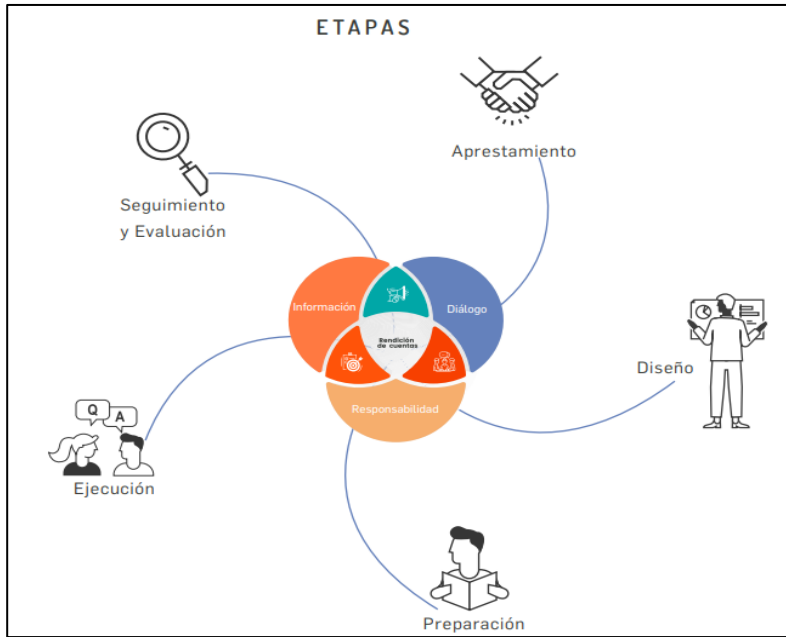 ETAPAS
Aprestamiento
Seguimiento
y Evaluación
Información
Diálogo
Rendición
de cuentas
Diseño
Responsabilidad
Q
A
Ejecución
Preparación